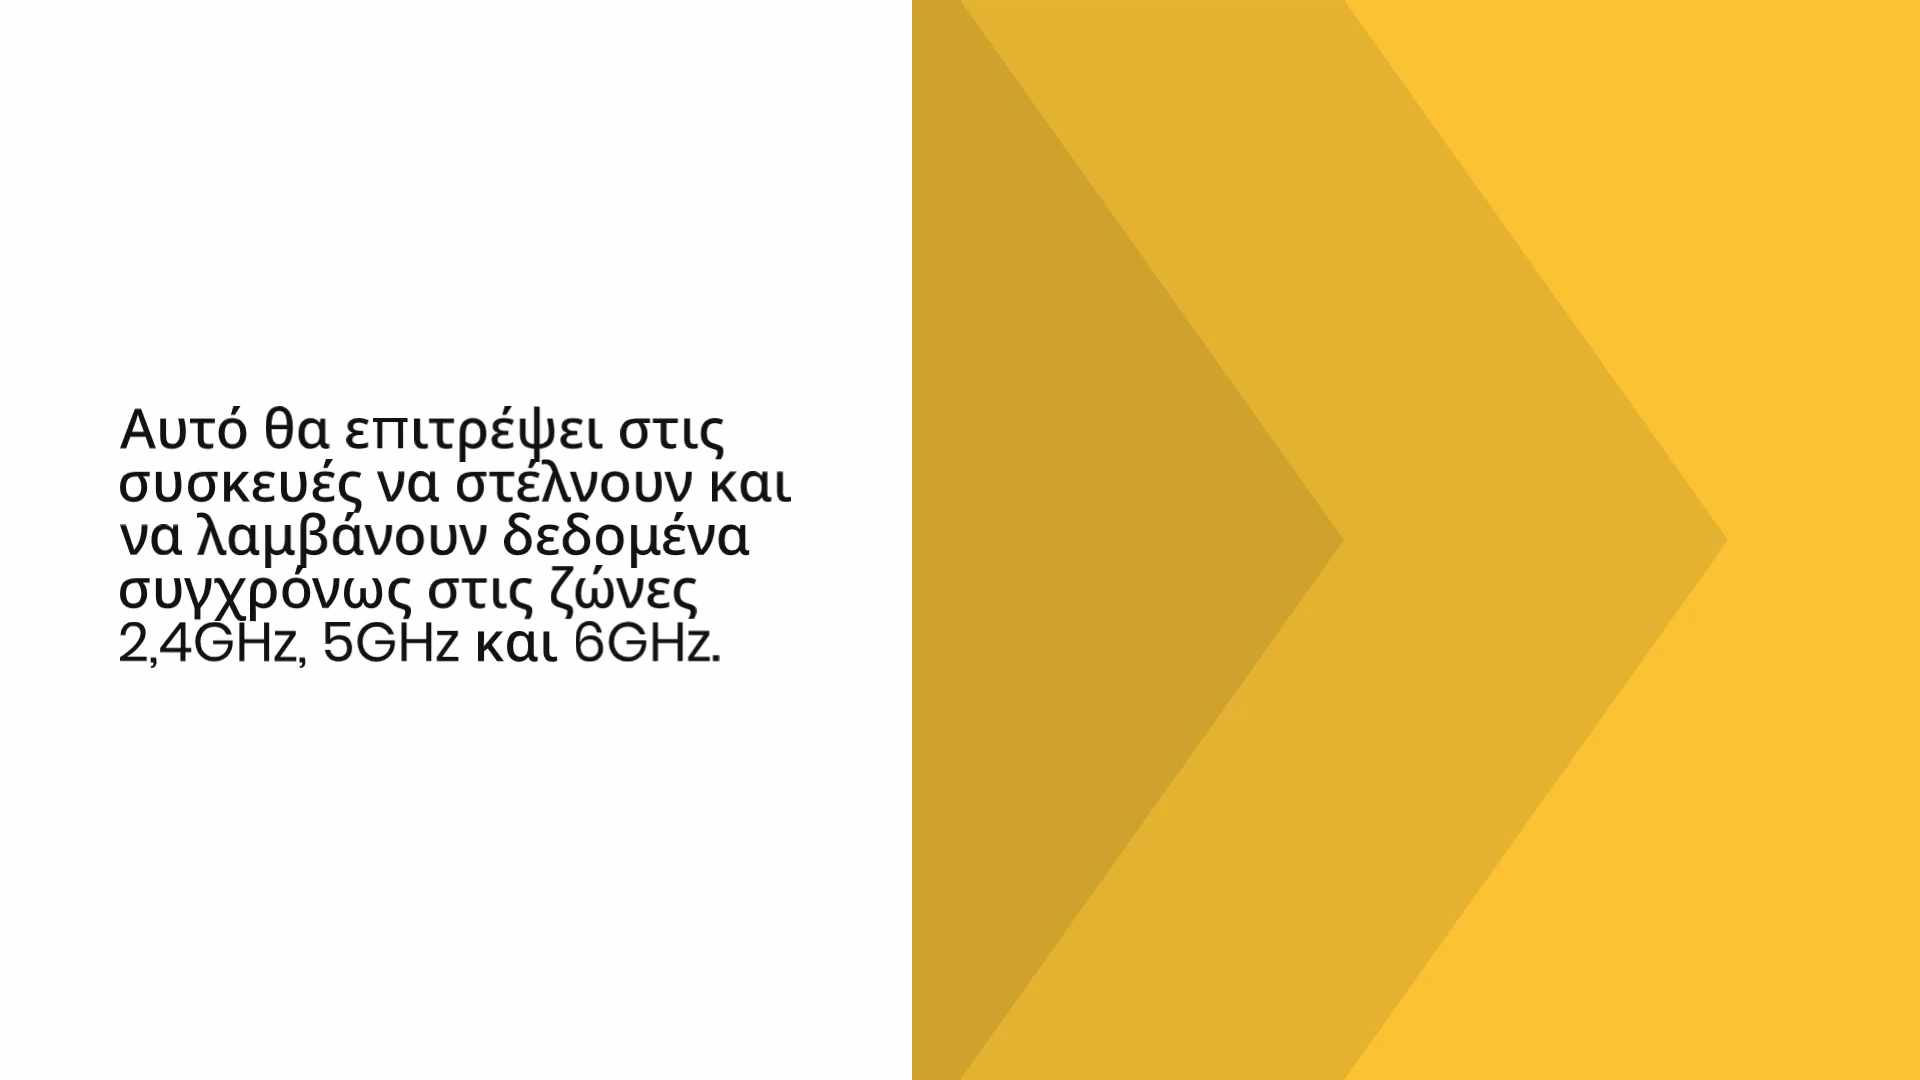 Αυτό θα επιτρέψει στις
συσκευές να στέλνουν και
να λαμβάνουν δεδομένα
συγχρόνως στις ζώνες
2,4GHz, 5GHz και 6GHz.